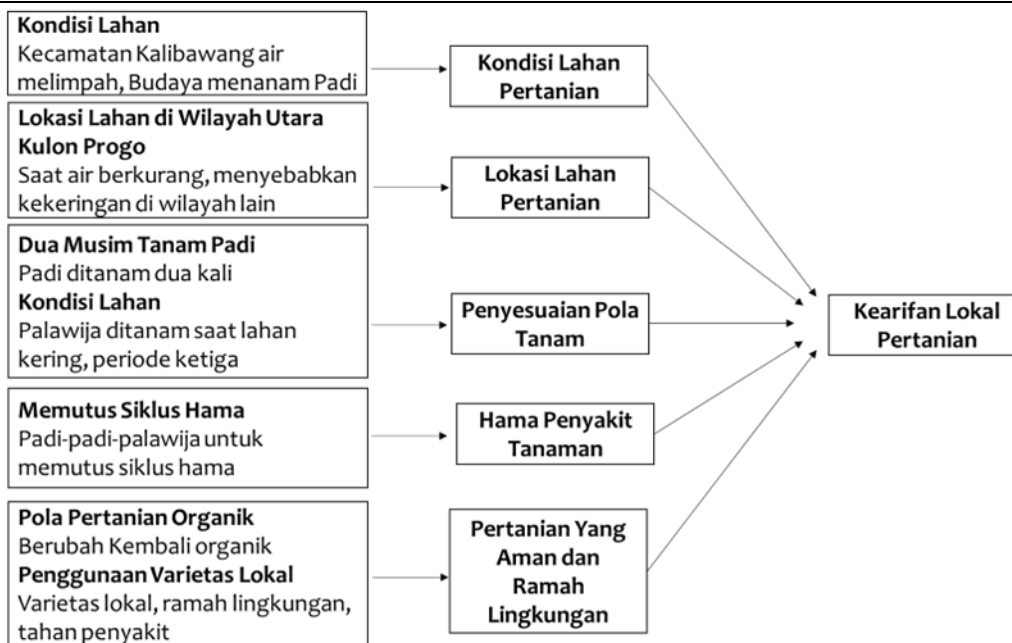 Kondisi Lahan
Kecamatan Kalibawang air
melimpah, Budaya menanam Padi
Lokasi Lahan di Wilayah Utara
Kulon Progo
Saat air berkurang, menyebabkan
kekeringan di wilayah lain
Dua Musim Tanam Padi
Padi ditanam dua kali
Kondisi Lahan
Palawija ditanam saat lahan
kering, periode ketiga
Memutus Siklus Hama
Padi-padi-palawija untuk
memutus siklus hama
Pola Pertanian Organik
Berubah Kembali organik
Penggunaan Varietas Lokal
Varietas lokal, ramah lingkungan,
tahan penyakit
Kondisi Lahan
Pertanian
Lokasi Lahan
Pertanian
Penyesuaian Pola
Tanam
Hama Penyakit
Tanaman
Pertanian Yang
Aman dan
Ramah
Lingkungan
Kearifan Lokal
Pertanian